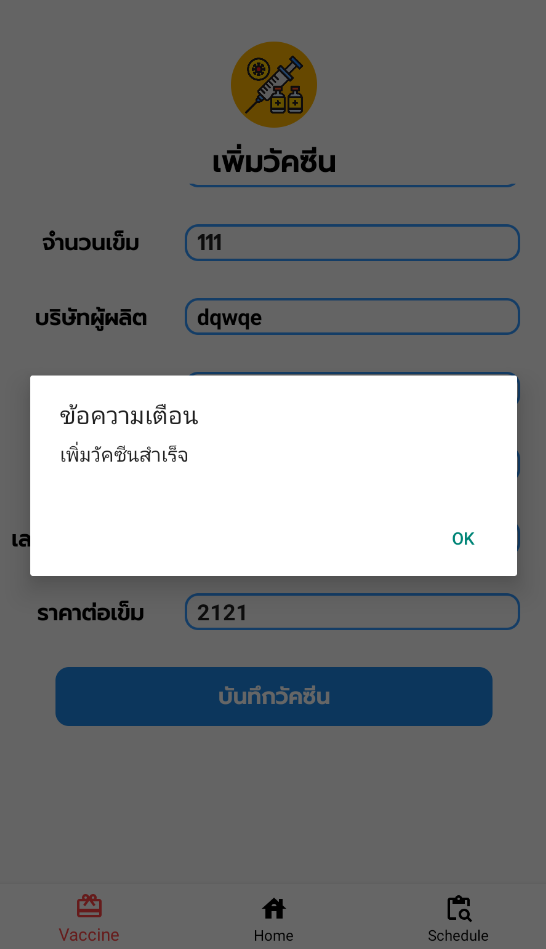 เพิ่มวัคซีน
จำนวนเข็ม 111
บริษัทผู้ผลิต dqwqe
ข้อความเตือน
เพิ่มวัคซีนสำเร็จ
OK
ราคาต่อเข็ม 2121
บันทึกวัคซีน
Vaccine Home Schedule